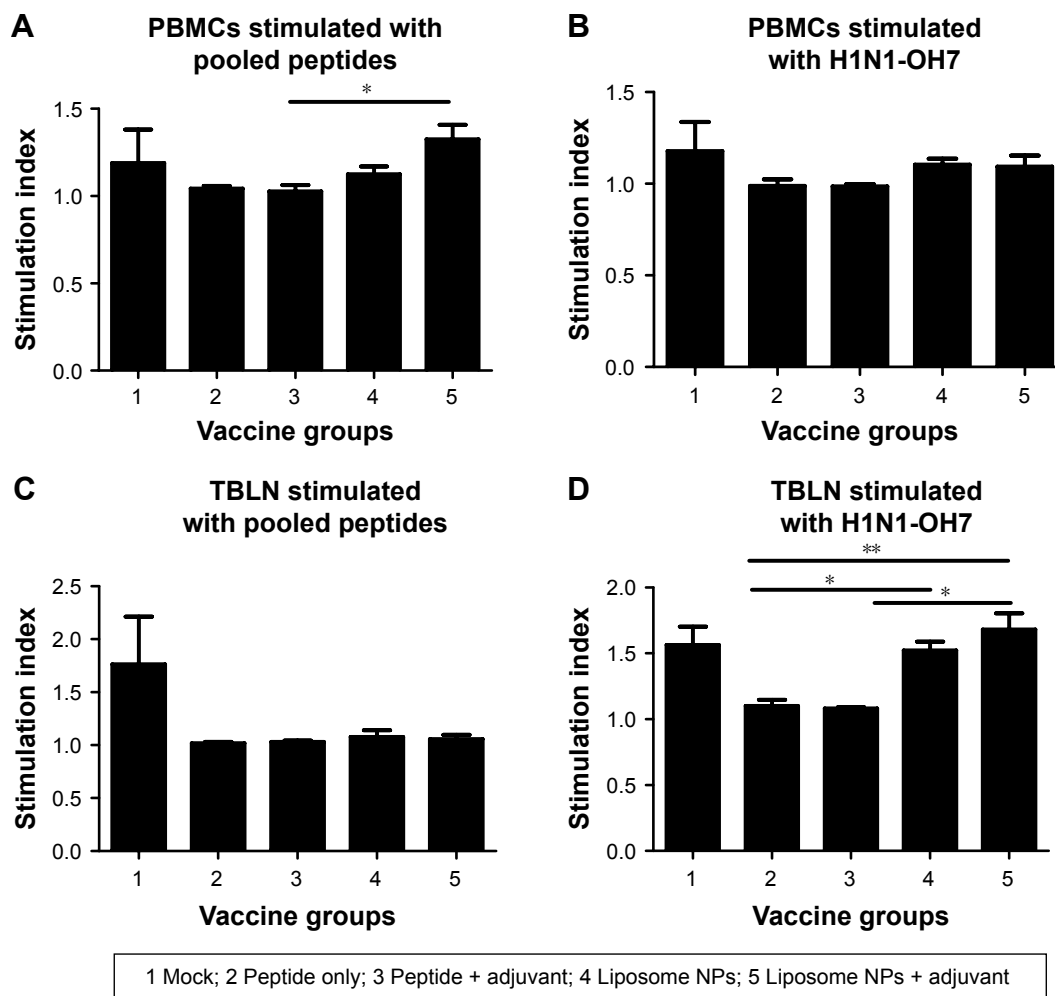 A
PBMCs stimulated with
pooled peptides
*
Stimulation index
1.5
1.0
0.5
0.0
1 2 3 4 5
Vaccine groups
B
PBMCs stimulated
with H1N1-OH7
Stimulation index
1.5
1.0
0.5
0.0
1 2 3 4 5
Vaccine groups
C
TBLN stimulated
with pooled peptides
Stimulation index
2.5
2.0
1.5
1.0
0.5
0.0
1 2 3 4 5
Vaccine groups
D
TBLN stimulated
with H1N1-OH7
**
*
*
Stimulation index
2.0
1.5
1.0
0.5
0.0
1 2 3 4 5
Vaccine groups
1 Mock; 2 Peptide only; 3 Peptide + adjuvant; 4 Liposome NPs; 5 Liposome NPs + adjuvant